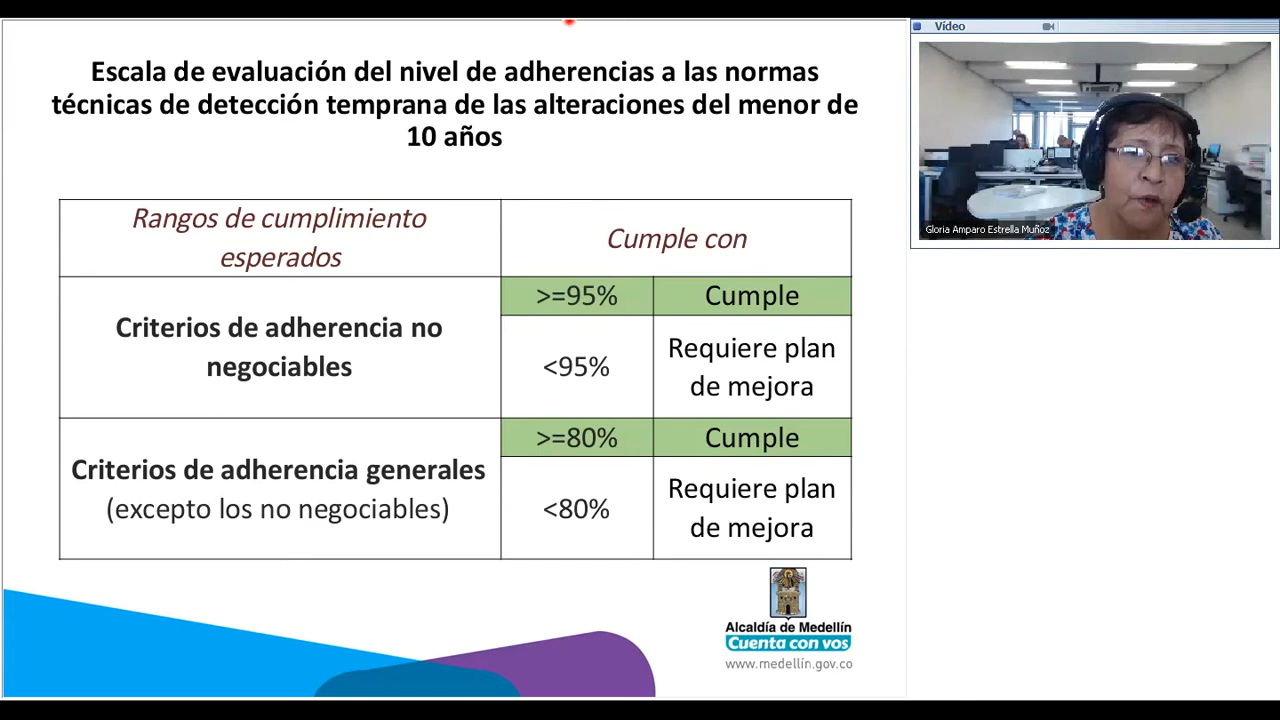 Escala de evaluación del nivel de adherencias a las normas
técnicas de detección temprana de las alteraciones del menor de
10 años
Rangos de cumplimiento
esperados
Cumple con
Criterios de adherencia no
negociables
>=95%
Cumple
<95%
Requiere plan
de mejora
Criterios de adherencia generales
(excepto los no negociables)
>=80%
Cumple
<80%
Requiere plan
de mejora
Alcaldía de Medellín
Cuenta con vos
www.medellín.gov.co
Vídeo
Gloria Amparo Estrella Muñoz